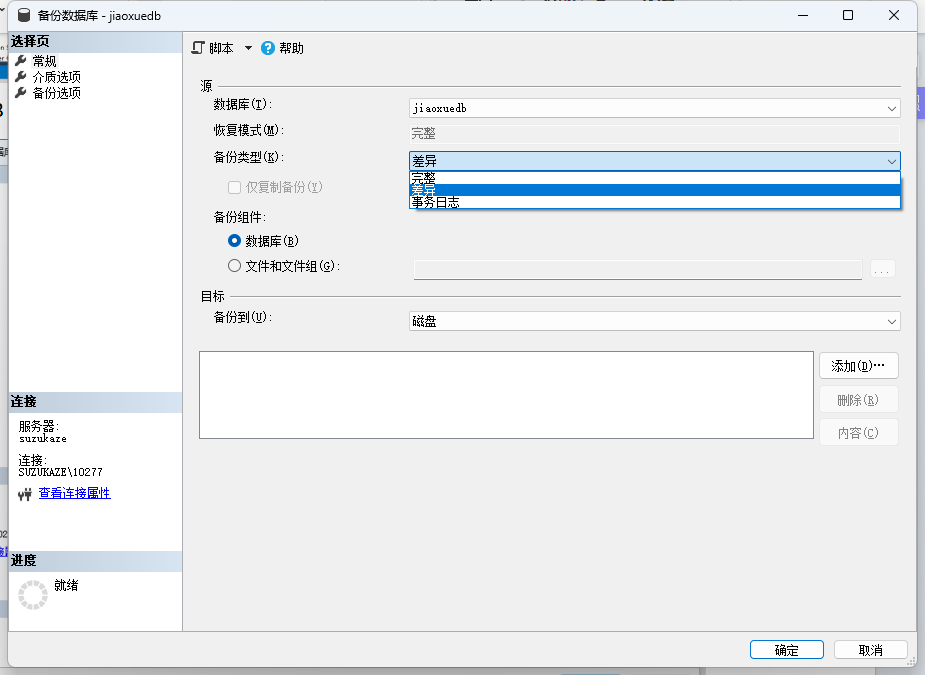 备份数据库 - jiaoxuedb
选择页
常规
介质选项
备份选项
脚本
帮助
源
数据库(T):
jiaoxuedb
恢复模式(M):
完整
备份类型(K):
差异
完整
差异
事务日志
仅复制备份(Y)
备份组件:
数据库(B)
文件和文件组(G):
...
目标
备份到(U):
磁盘
添加(D)...
删除(R)
内容(C)
连接
服务器:
suzukaze
连接:
SUZUKAZE\10277
查看连接属性
进度
就绪
确定
取消